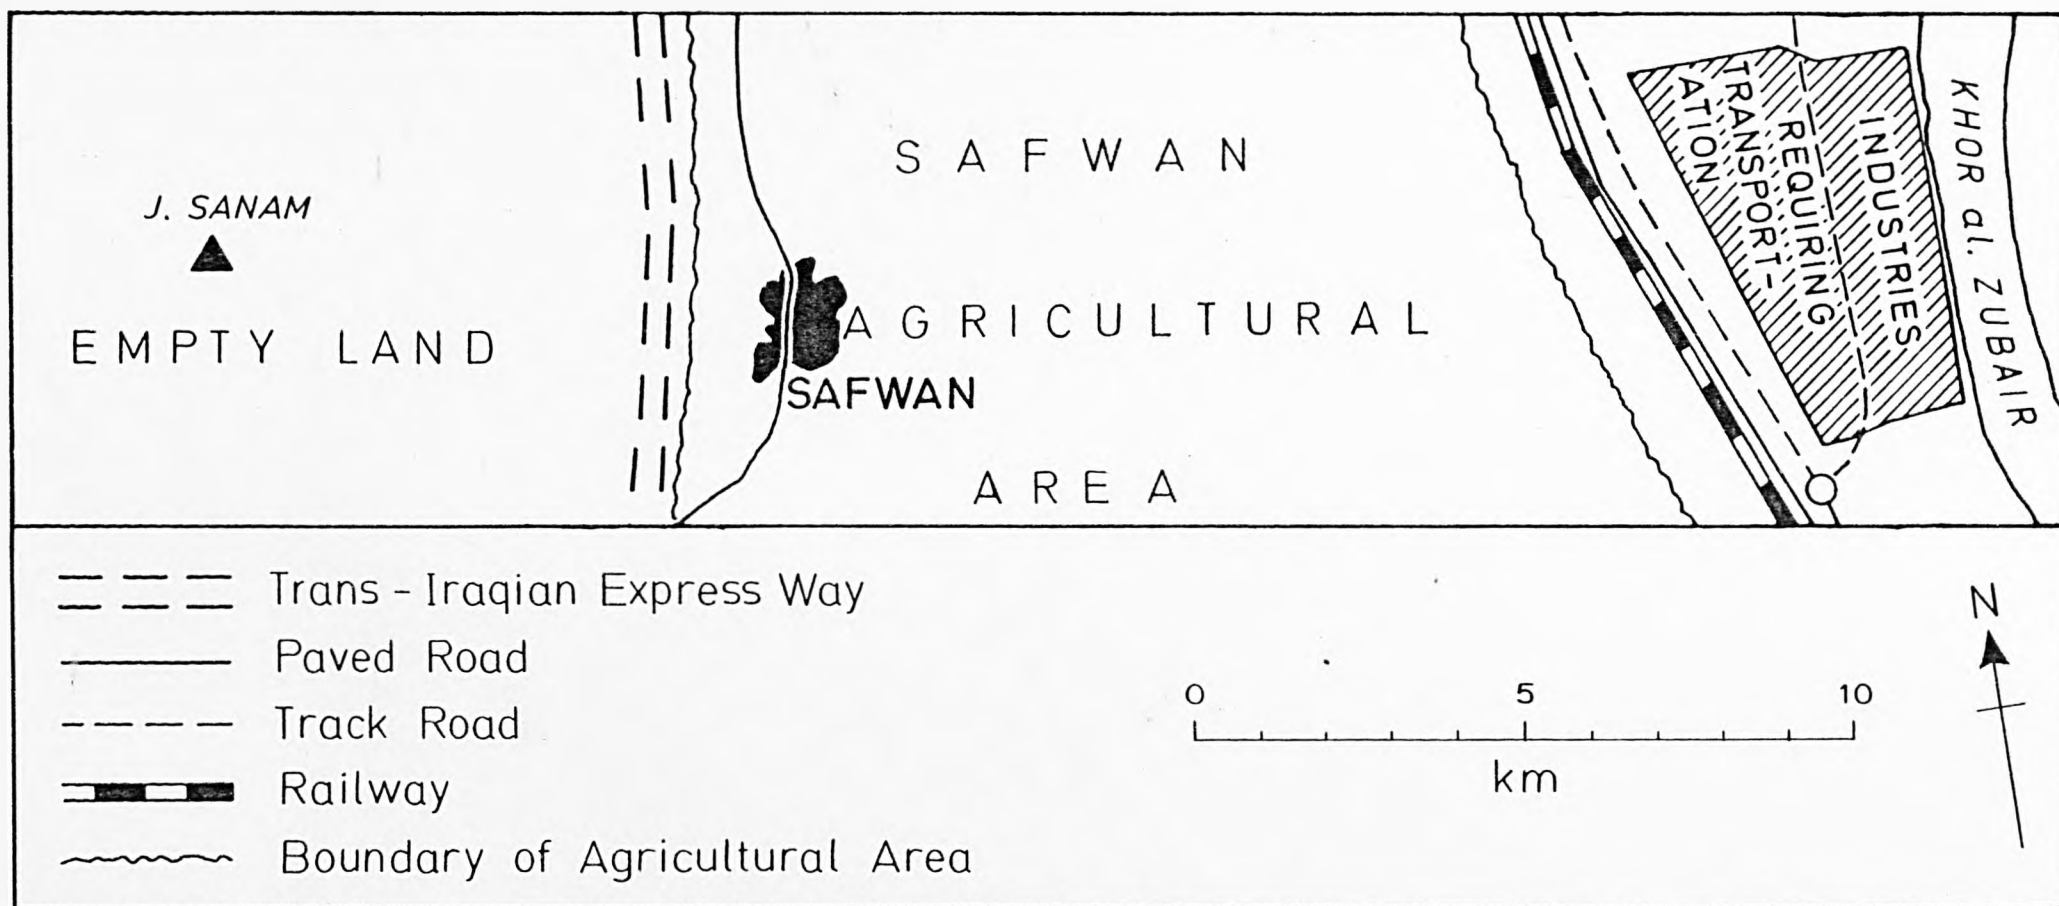 J. SANAM
EMPTY LAND
SAFWAN
AGRICULTURAL
AREA
SAFWAN
INDUSTRIES
REQUIRING
TRANSPORT-
ATION
KHOR al. ZUBAIR
Trans - Iraqian Express Way
Paved Road
Track Road
Railway
Boundary of Agricultural Area
0 5 10
km
N